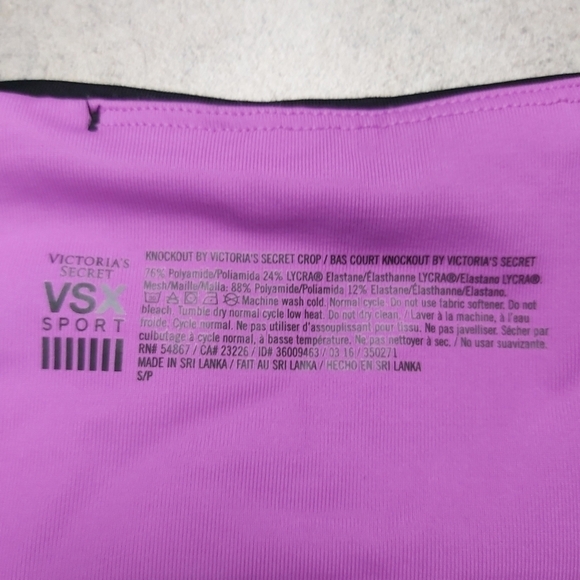 VICTORIA'S
SECRET
VSX
SPORT
KNOCKOUT BY VICTORIA'S SECRET CROP / BAS COURT KNOCKOUT BY VICTORIA'S SECRET
76% Polyamide/Poliamida 24% LYCRA® Elastane/Élasthanne LYCRA®/Elastano LYCRA®.
Mesh/Maille/Malla: 88% Polyamide/Poliamida 12% Elastane/Élasthanne/Elastano.
Machine wash cold. Normal cycle. Do not use fabric softener. Do not
bleach. Tumble dry normal cycle low heat. Do not dry clean. / Laver à la machine, à l'eau
froide. Cycle normal. Ne pas utiliser d'assouplissant pour tissu. Ne pas javelliser. Sécher par
culbutage à cycle normal, à basse température. Ne pas nettoyer à sec. / No usar suavizante.
RN# 54867 / CA# 23226 / ID# 36009463 / 03 16 / 350271
MADE IN SRI LANKA / FAIT AU SRI LANKA / HECHO EN SRI LANKA
S/P